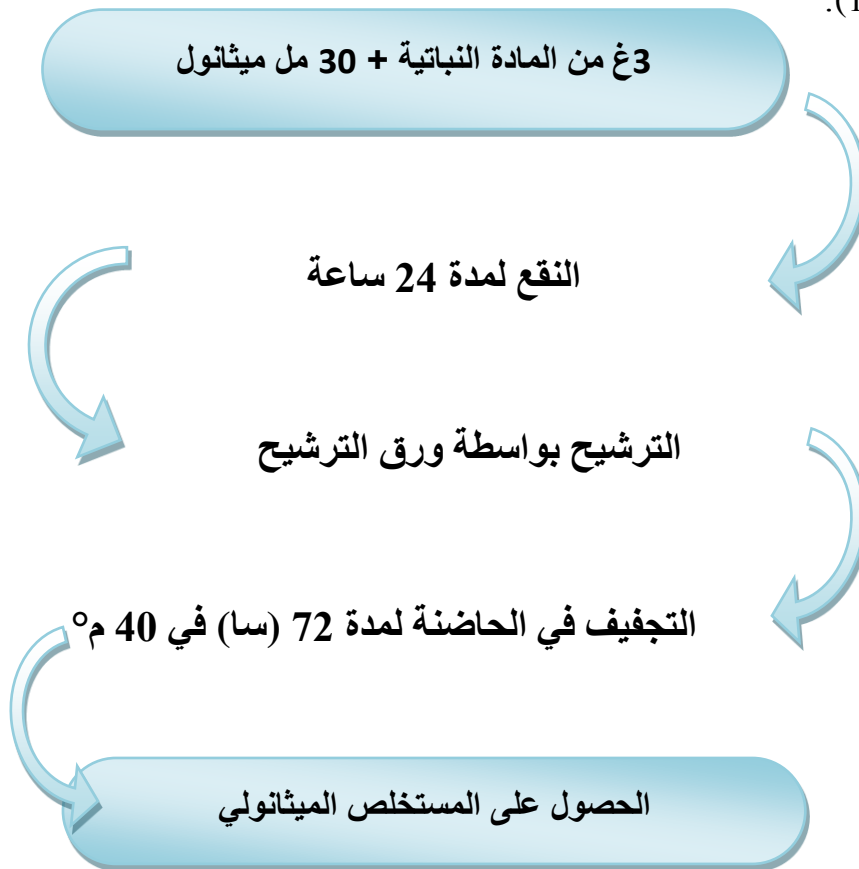 1).
3غ من المادة النباتية + 30 مل ميثانول
النقع لمدة 24 ساعة
الترشيح بواسطة ورق الترشيح
التجفيف في الحاضنة لمدة 72 (سا) في 40 م°
الحصول على المستخلص الميثانولي